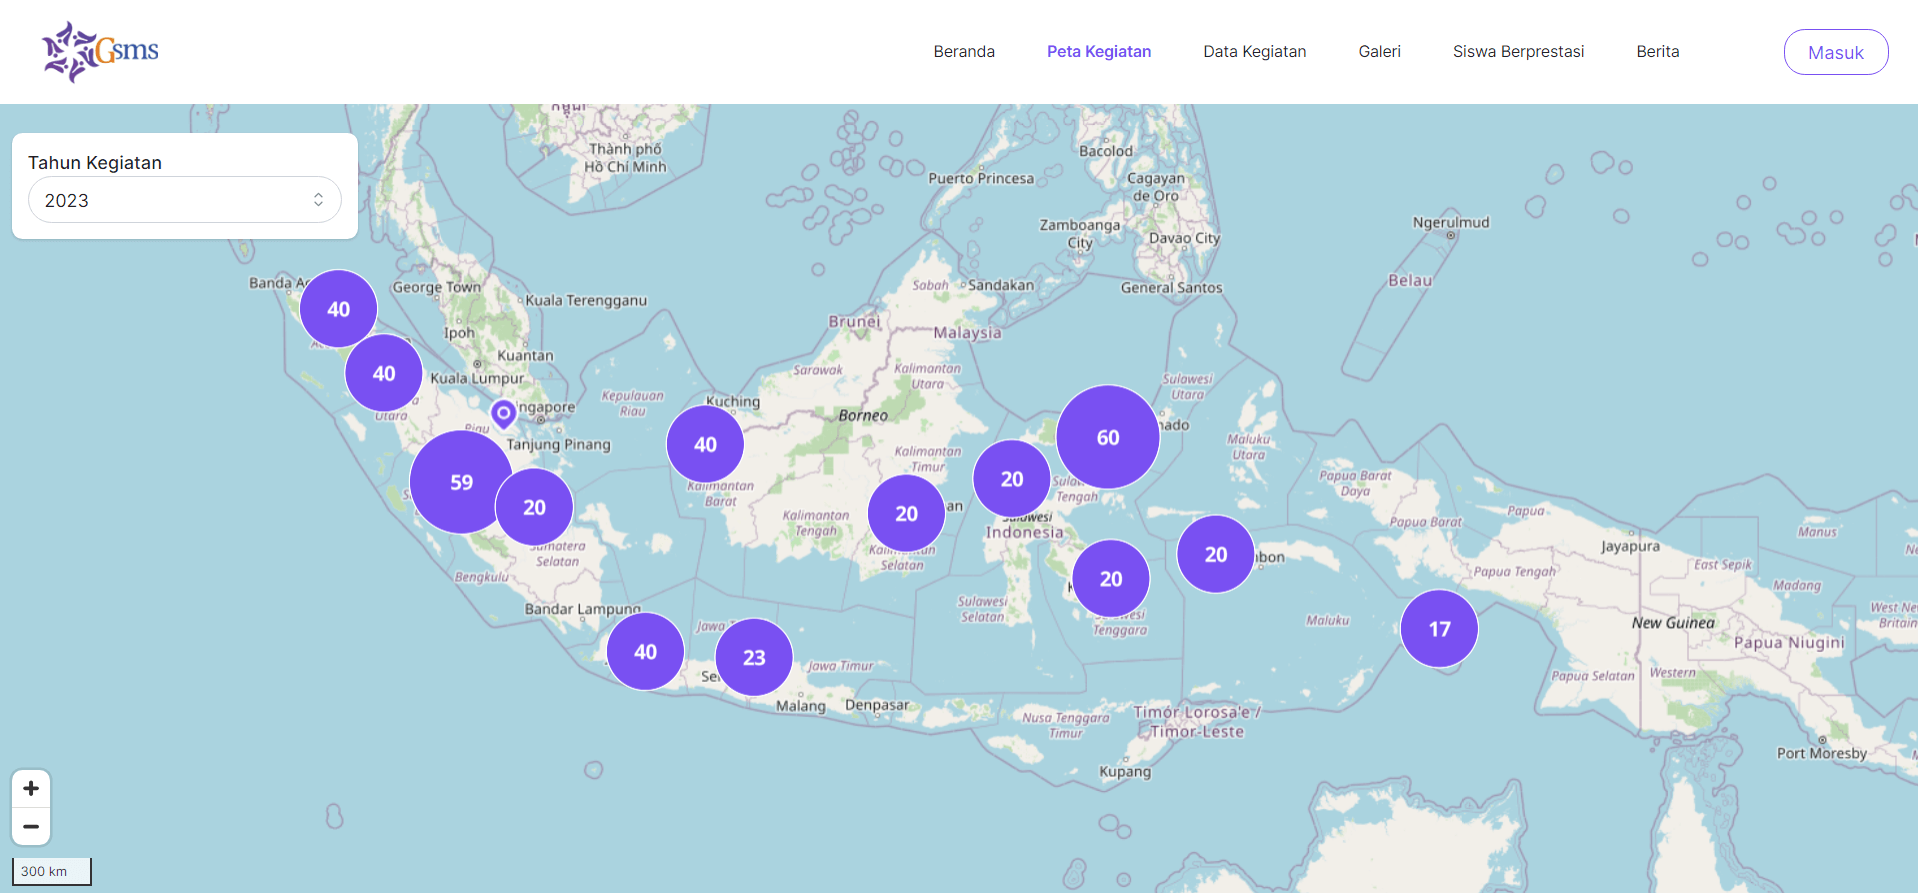 Gsms
Beranda
Peta Kegiatan
Data Kegiatan
Galeri
Siswa Berprestasi
Berita
Masuk
Tahun Kegiatan
2023
Thành phố
Hồ Chí Minh
Bacolod
Puerto Princesa
Cagayan
de Oro
Zamboanga
City
Davao City
General Santos
Ngerulmud
Belau
Banda
George Town
Kuala Terengganu
Ipoh
Kuantan
Kuala Lumpur
Sabah
Sandakan
Brunei
Malaysia
Sarawak
Kalimantan
Utara
Kepulauan
Riau
Kuching
Borneo
Sulawesi
Utara
Maluku
Utara
Utara
Riau
ngapore
Tanjung Pinang
Kalimantan
Barat
Kalimantan
Timur
Kalimantan
Tengah
Kalimantan
Selatan
Tengah
Sulawesi
Indonesia
nado
mbon
Papua Barat
Daya
Papua Barat
Papua
Papua Tengah
Jayapura
Manus
East Sepik
Madang
West Ne
Britain
New Guinea
Papua Niugini
Papua Selatan
Western
Port Moresby
Sumatera
Selatan
Bengkulu
Bandar Lampung
Sulawesi
Selatan
Sulawesi
Tenggara
Maluku
Jawa T
Jawa Timur
Malang
Denpasar
Nusa Tenggara
Timur
Timór Lorosa'e /
Timor-Leste
Kupang
40
40
59
20
40
20
20
60
20
20
17
40
23
+
−
300 km